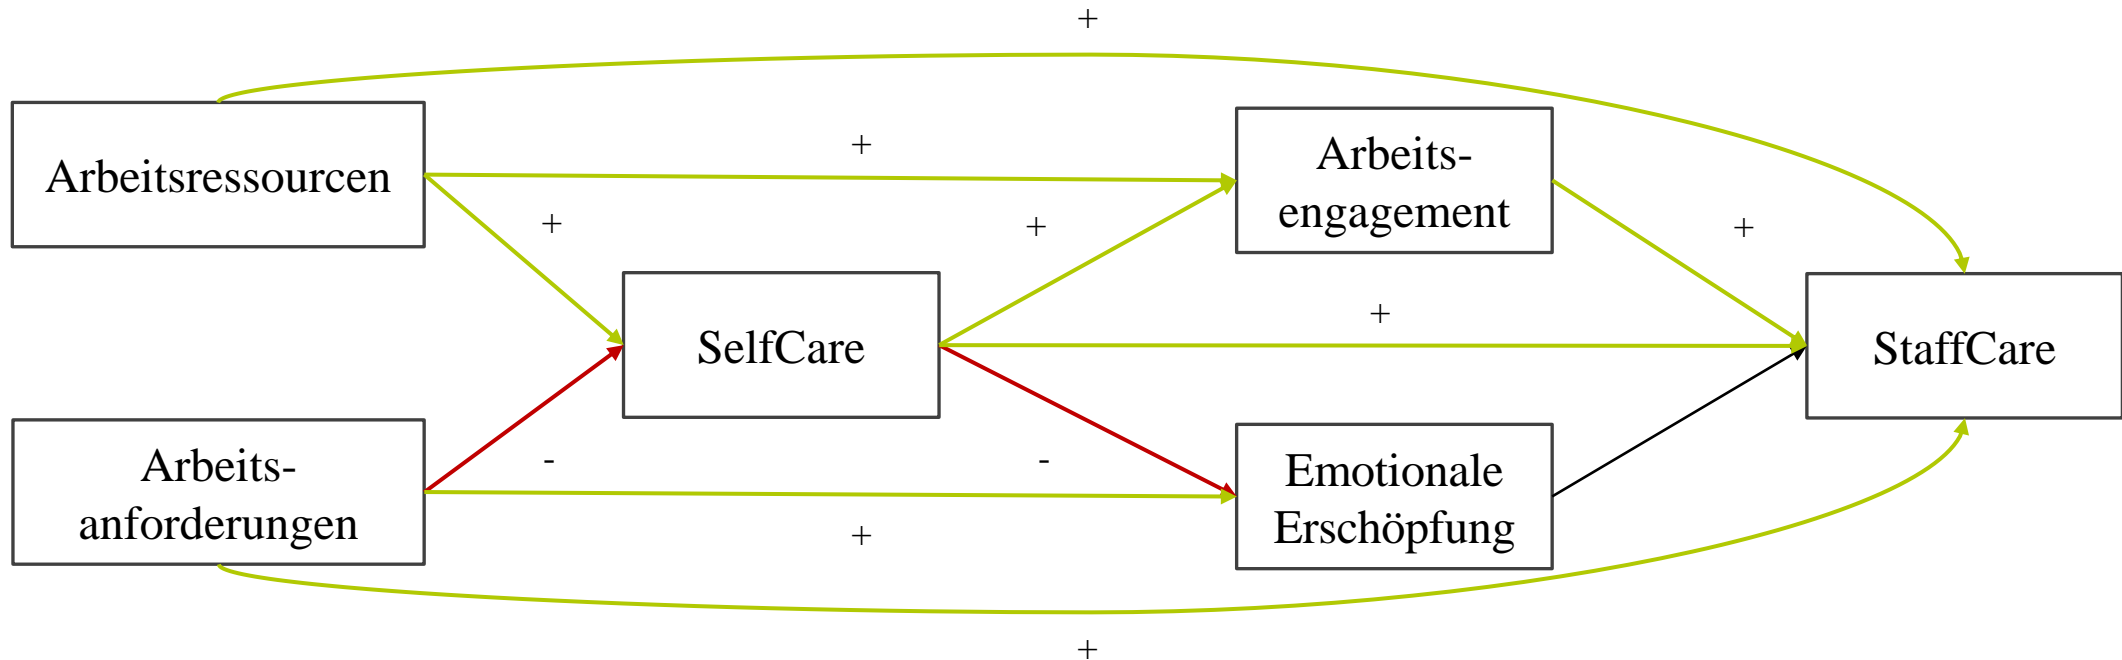 +
Arbeitsressourcen
+
Arbeits-
engagement
+
+
+
SelfCare
+
StaffCare
Arbeits-
anforderungen
-
-
Emotionale
Erschöpfung
+
+